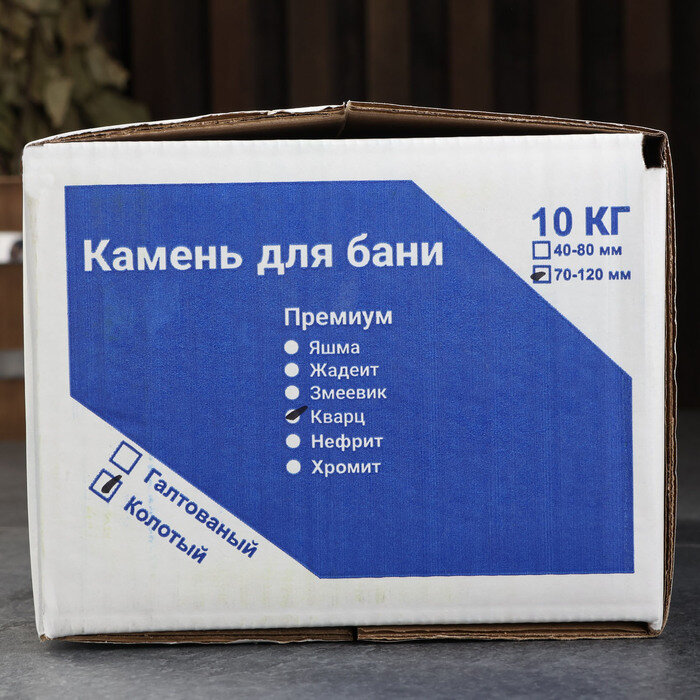 Камень для бани
10 КГ
40-80 мм
70-120 мм
Премиум
Яшма
Жадеит
Змеевик
Кварц
Нефрит
Хромит
Галтованый
Колотый